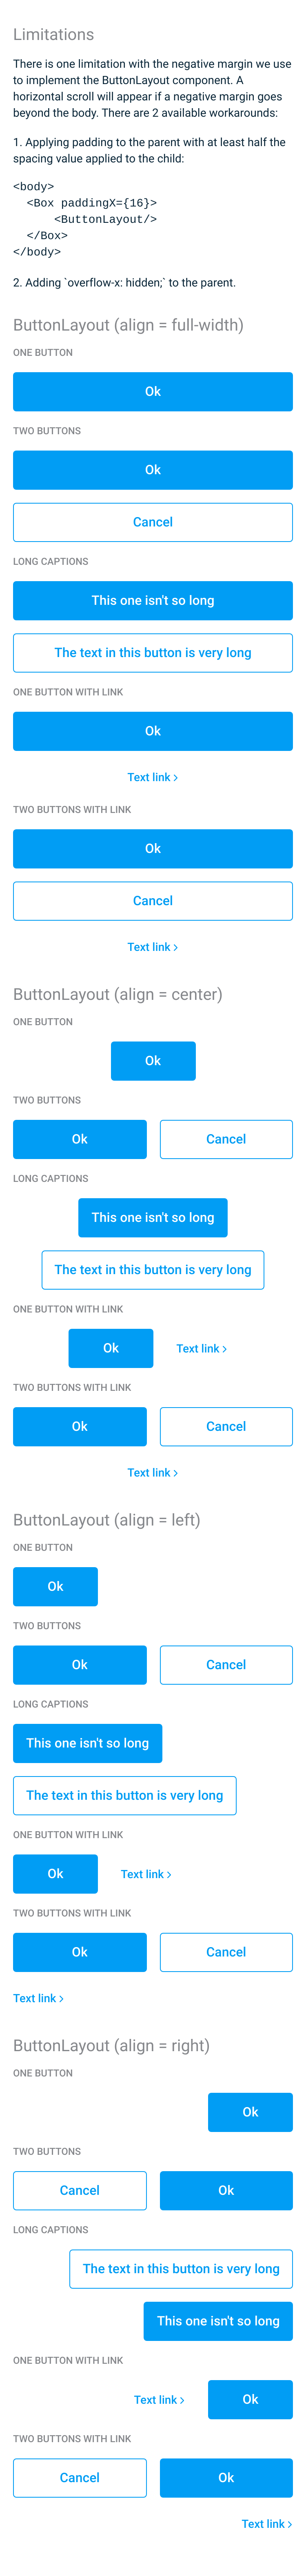 Limitations
There is one limitation with the negative margin we use
to implement the ButtonLayout component. A
horizontal scroll will appear if a negative margin goes
beyond the body. There are 2 available workarounds:
1. Applying padding to the parent with at least half the
spacing value applied to the child:
<body>
  <Box paddingX={16}>
      <ButtonLayout/>
  </Box>
</body>
2. Adding `overflow-x: hidden;` to the parent.
ButtonLayout (align = full-width)
ONE BUTTON
Ok
TWO BUTTONS
Ok
Cancel
LONG CAPTIONS
This one isn't so long
The text in this button is very long
ONE BUTTON WITH LINK
Ok
Text link >
TWO BUTTONS WITH LINK
Ok
Cancel
Text link >
ButtonLayout (align = center)
ONE BUTTON
Ok
TWO BUTTONS
Ok Cancel
LONG CAPTIONS
This one isn't so long
The text in this button is very long
ONE BUTTON WITH LINK
Ok Text link >
TWO BUTTONS WITH LINK
Ok Cancel
Text link >
ButtonLayout (align = left)
ONE BUTTON
Ok
TWO BUTTONS
Ok Cancel
LONG CAPTIONS
This one isn't so long
The text in this button is very long
ONE BUTTON WITH LINK
Ok Text link >
TWO BUTTONS WITH LINK
Ok Cancel
Text link >
ButtonLayout (align = right)
ONE BUTTON
Ok
TWO BUTTONS
Cancel Ok
LONG CAPTIONS
The text in this button is very long
This one isn't so long
ONE BUTTON WITH LINK
Text link > Ok
TWO BUTTONS WITH LINK
Cancel Ok
Text link >